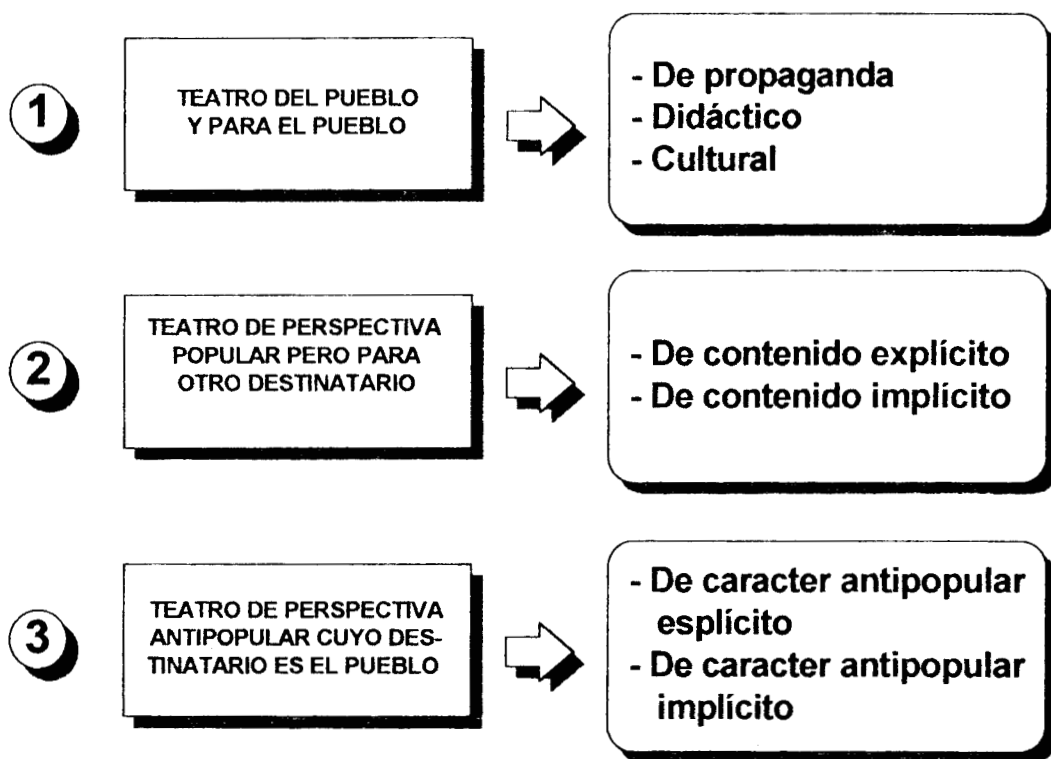 1
TEATRO DEL PUEBLO
Y PARA EL PUEBLO
- De propaganda
- Didáctico
- Cultural
2
TEATRO DE PERSPECTIVA
POPULAR PERO PARA
OTRO DESTINATARIO
- De contenido explícito
- De contenido implícito
3
TEATRO DE PERSPECTIVA
ANTIPOPULAR CUYO DES-
TINATARIO ES EL PUEBLO
- De caracter antipopular
esplícito
- De caracter antipopular
implícito